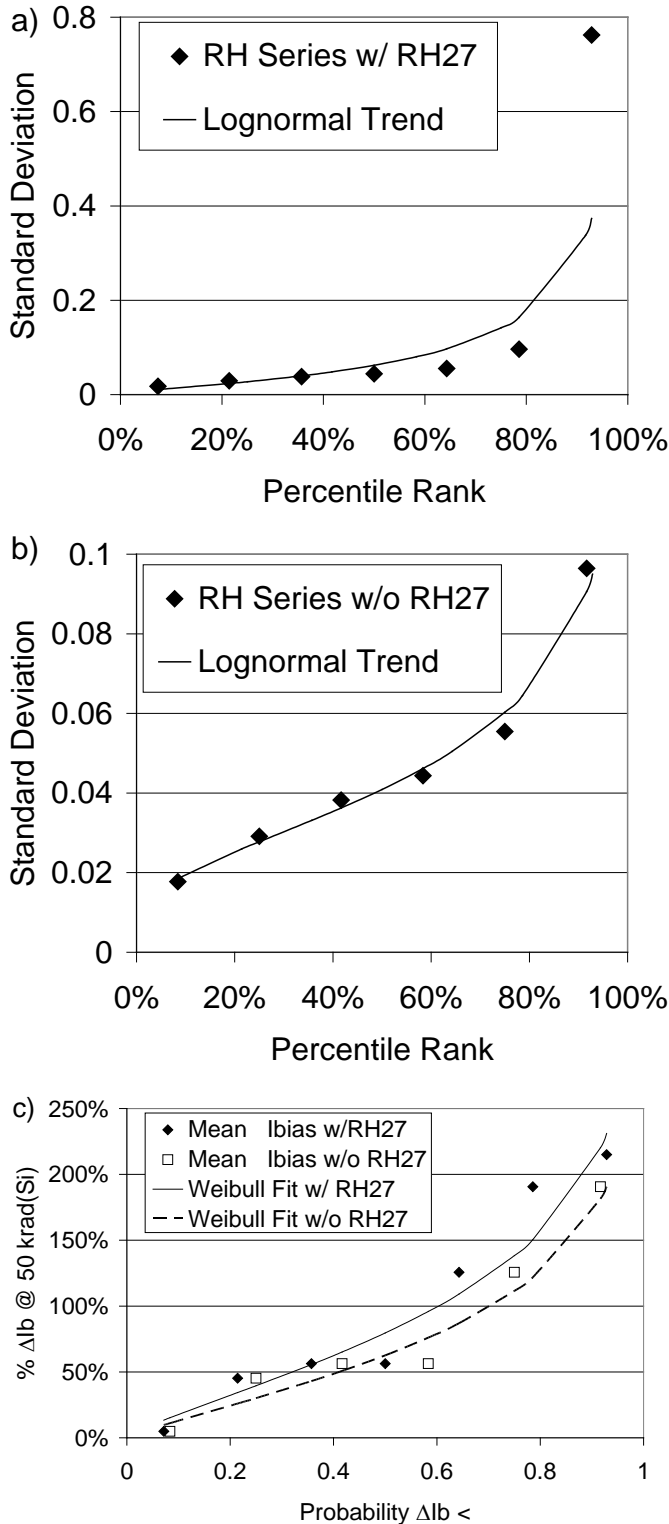 a)
0.8
0.6
0.4
0.2
0
Standard Deviation
RH Series w/ RH27
Lognormal Trend
0% 20% 40% 60% 80% 100%
Percentile Rank
b)
0.1
0.08
0.06
0.04
0.02
0
Standard Deviation
RH Series w/o RH27
Lognormal Trend
0% 20% 40% 60% 80% 100%
Percentile Rank
c)
250%
200%
150%
100%
50%
0%
% ΔIb @ 50 krad(Si)
Mean Ibias w/RH27
Mean Ibias w/o RH27
Weibull Fit w/ RH27
Weibull Fit w/o RH27
0 0.2 0.4 0.6 0.8 1
Probability ΔIb <